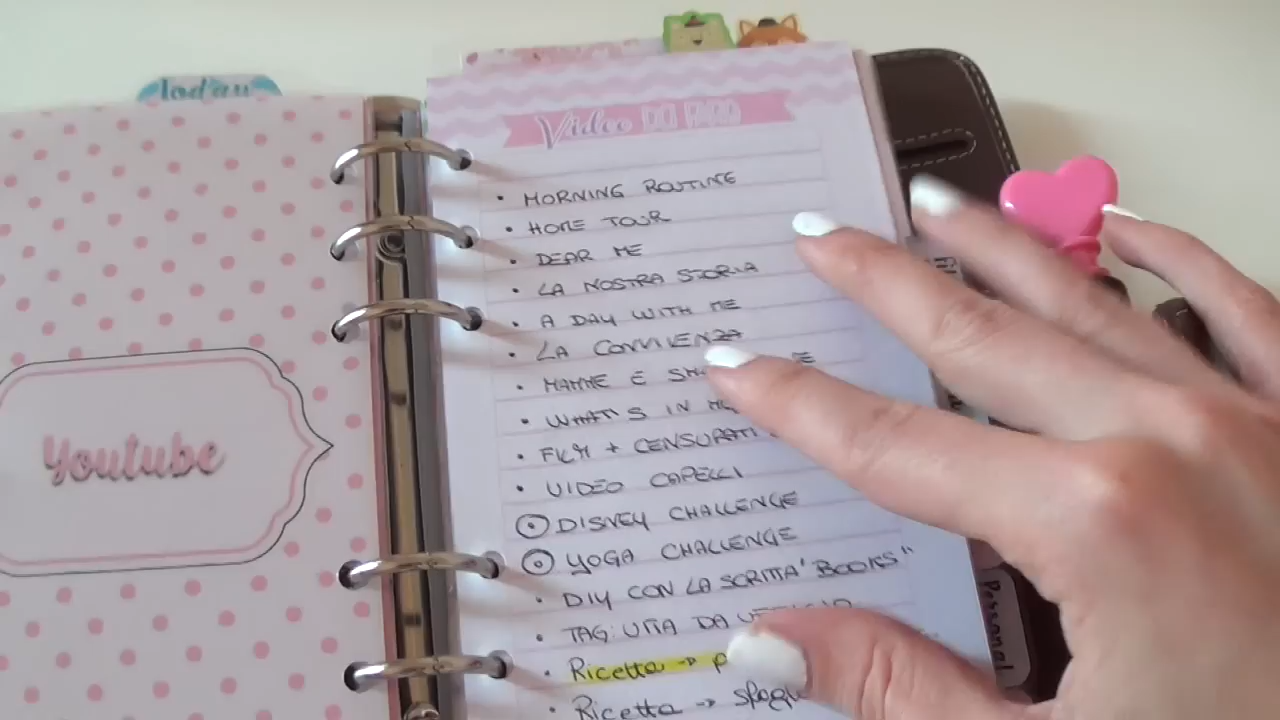 today
Youtube
Video DA FARE
• MORNING ROUTINE
• HOME TOUR
• DEAR ME
• LA NOSTRA STORIA
• A DAY WITH ME
• LA CONVIENZA
• MAMME E
• WHAT'S IN
• FILM + CENSURATI
• VIDEO CAPELLI
DISNEY CHALLENGE
YOGA CHALLENGE
• DIY CON LA SCRITTA "BOOKS"
• TAG: VITA DA
• Ricetta →
• Ricetta →
Personal